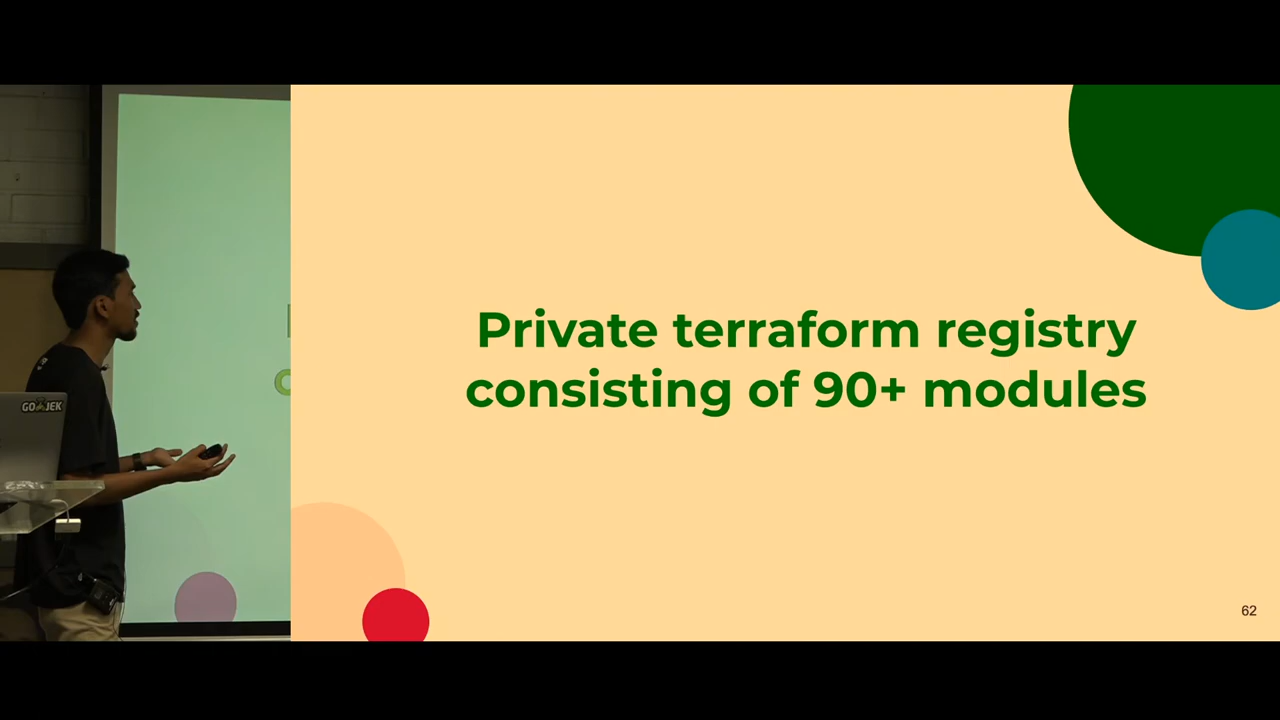 GOJEK
Private terraform registry
consisting of 90+ modules
62